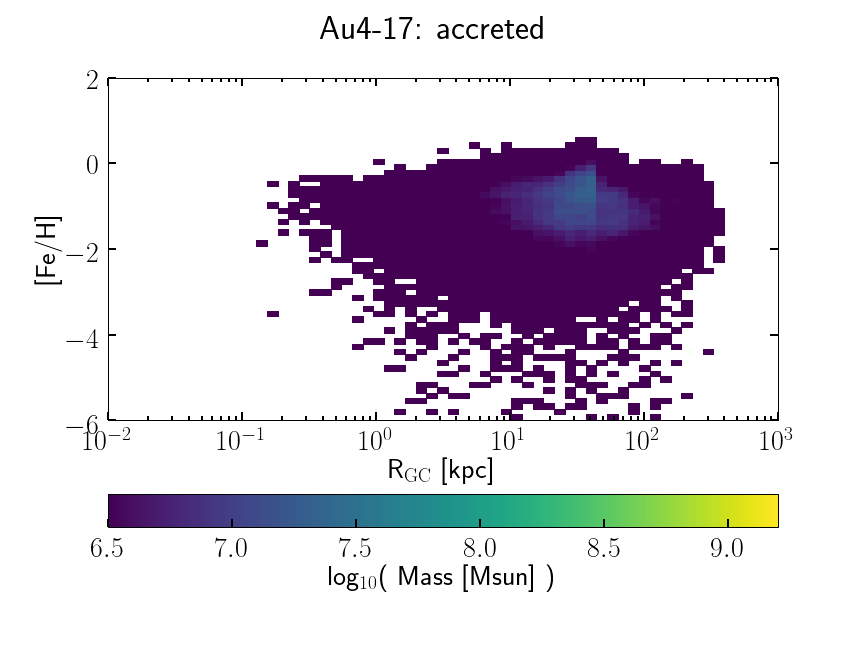 Au4-17: accreted
2
0
−2
−4
−6
[Fe/H]
10⁻² 10⁻¹ 10⁰ 10¹ 10² 10³
R_GC [kpc]
6.5 7.0 7.5 8.0 8.5 9.0
log₁₀( Mass [Msun] )